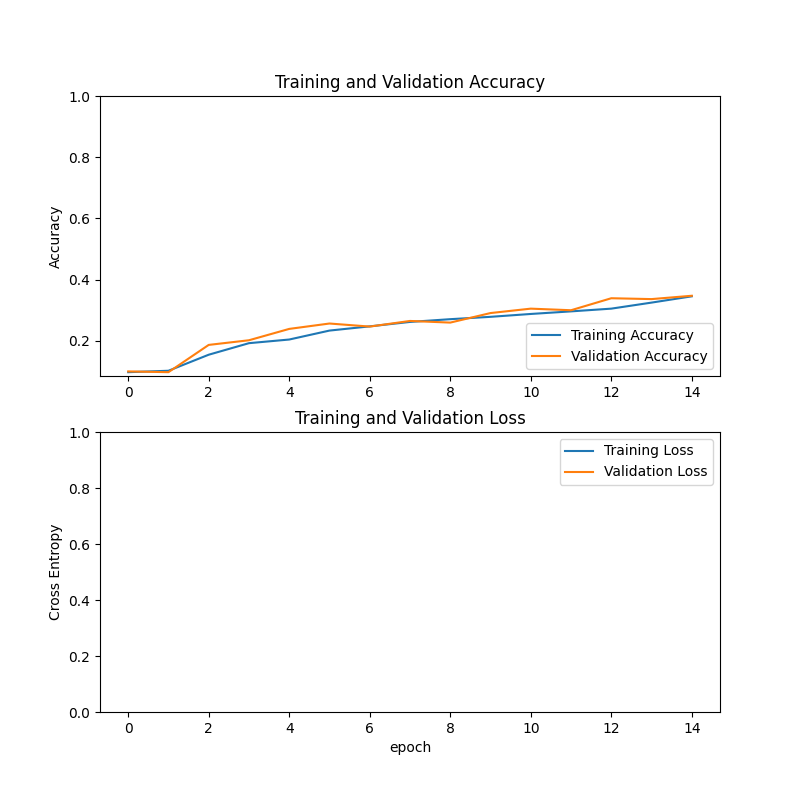 Training and Validation Accuracy
1.0
0.8
0.6
0.4
0.2
Accuracy
Training Accuracy
Validation Accuracy
0 2 4 6 8 10 12 14
Training and Validation Loss
1.0
0.8
0.6
0.4
0.2
0.0
Cross Entropy
Training Loss
Validation Loss
0 2 4 6 8 10 12 14
epoch